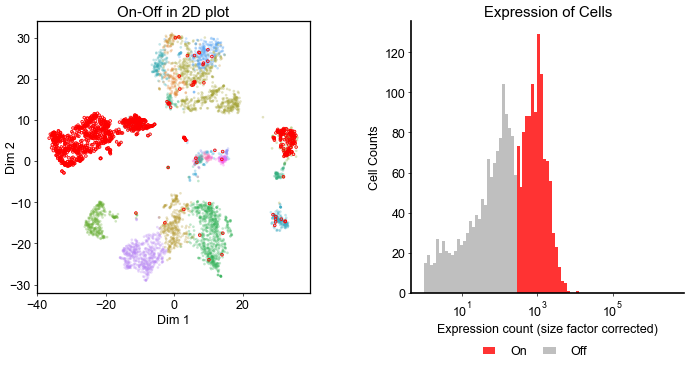 On-Off in 2D plot
Dim 2
30
20
10
0
−10
−20
−30
−40
−20
0
20
Dim 1
Expression of Cells
Cell Counts
120
100
80
60
40
20
0
10^1
10^3
10^5
Expression count (size factor corrected)
On
Off